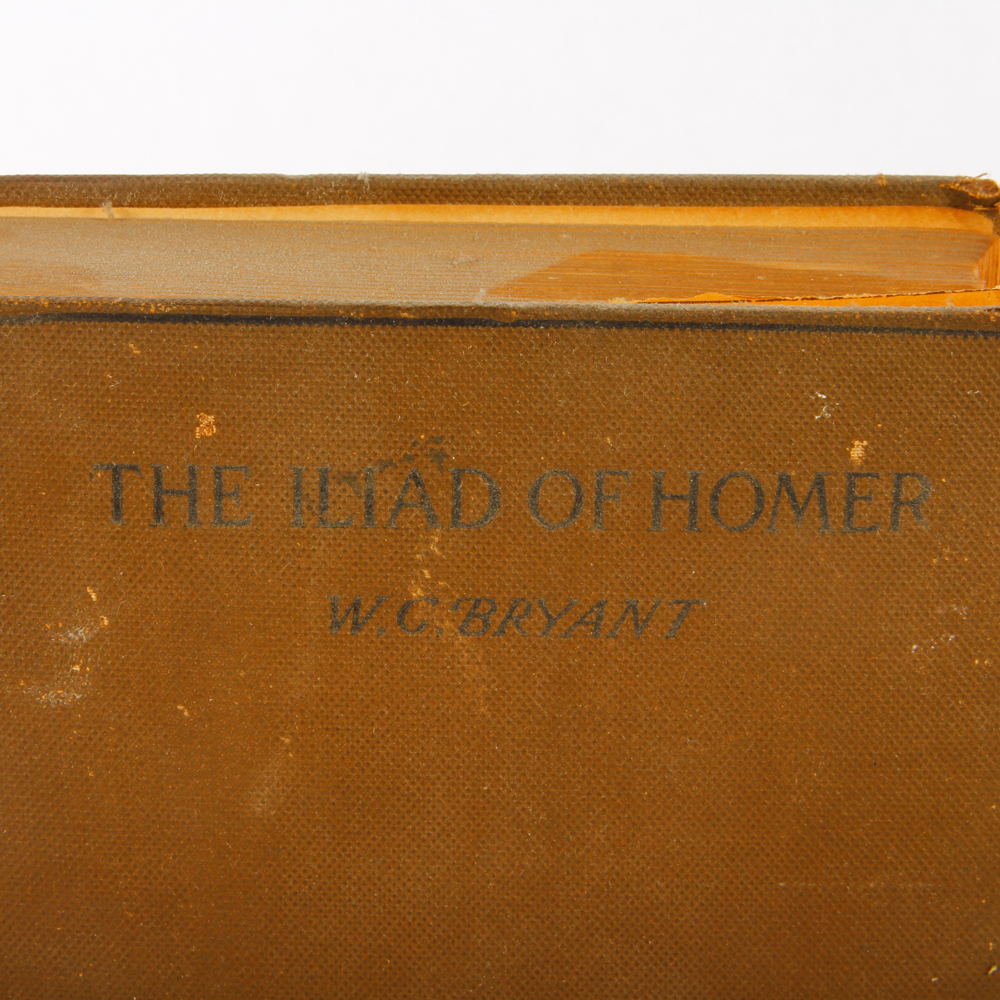 THE ILIAD OF HOMER
W.C. BRYANT